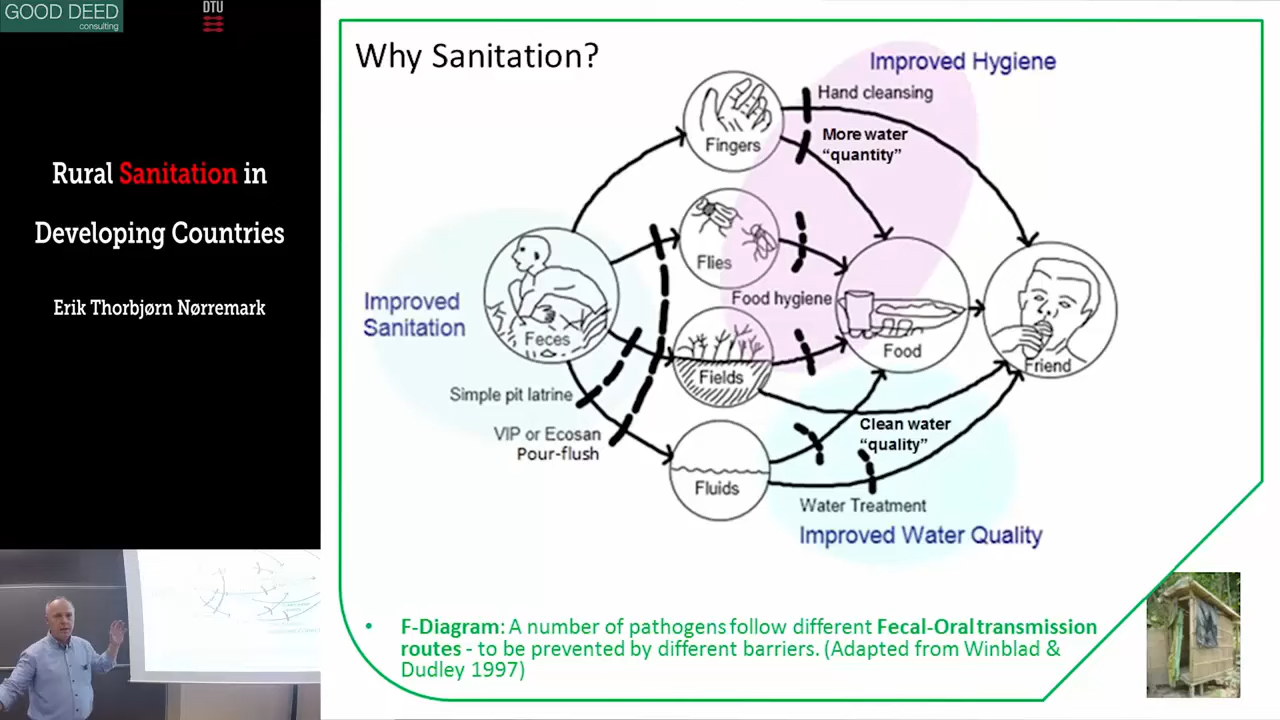 GOOD DEED
consulting
DTU
Rural Sanitation in
Developing Countries
Erik Thorbjørn Nørremark
Why Sanitation?
Improved Hygiene
Hand cleansing
Fingers
More water
“quantity”
Flies
Food hygiene
Improved
Sanitation
Feces
Food
Friend
Fields
Simple pit latrine
VIP or Ecosan
Pour-flush
Clean water
“quality”
Fluids
Water Treatment
Improved Water Quality
• F-Diagram: A number of pathogens follow different Fecal-Oral transmission
routes - to be prevented by different barriers. (Adapted from Winblad &
Dudley 1997)